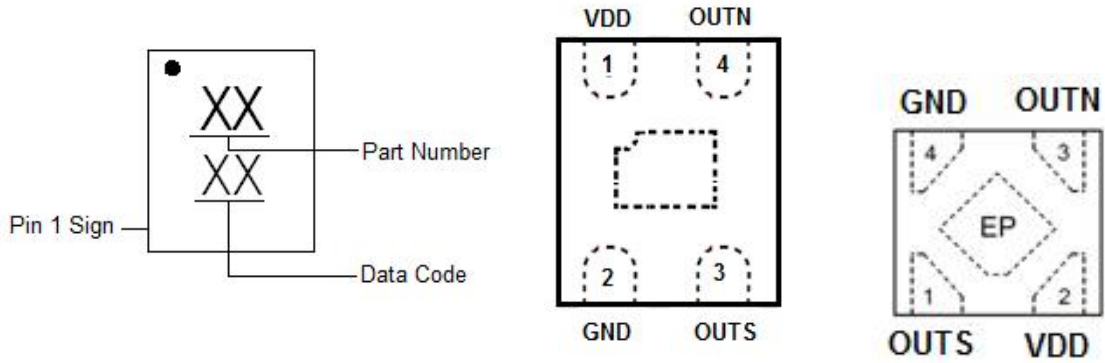 XX
Part Number
XX
Pin 1 Sign
Data Code
VDD OUTN
1 4
2 3
GND OUTS
GND OUTN
4 3
EP
1 2
OUTS VDD